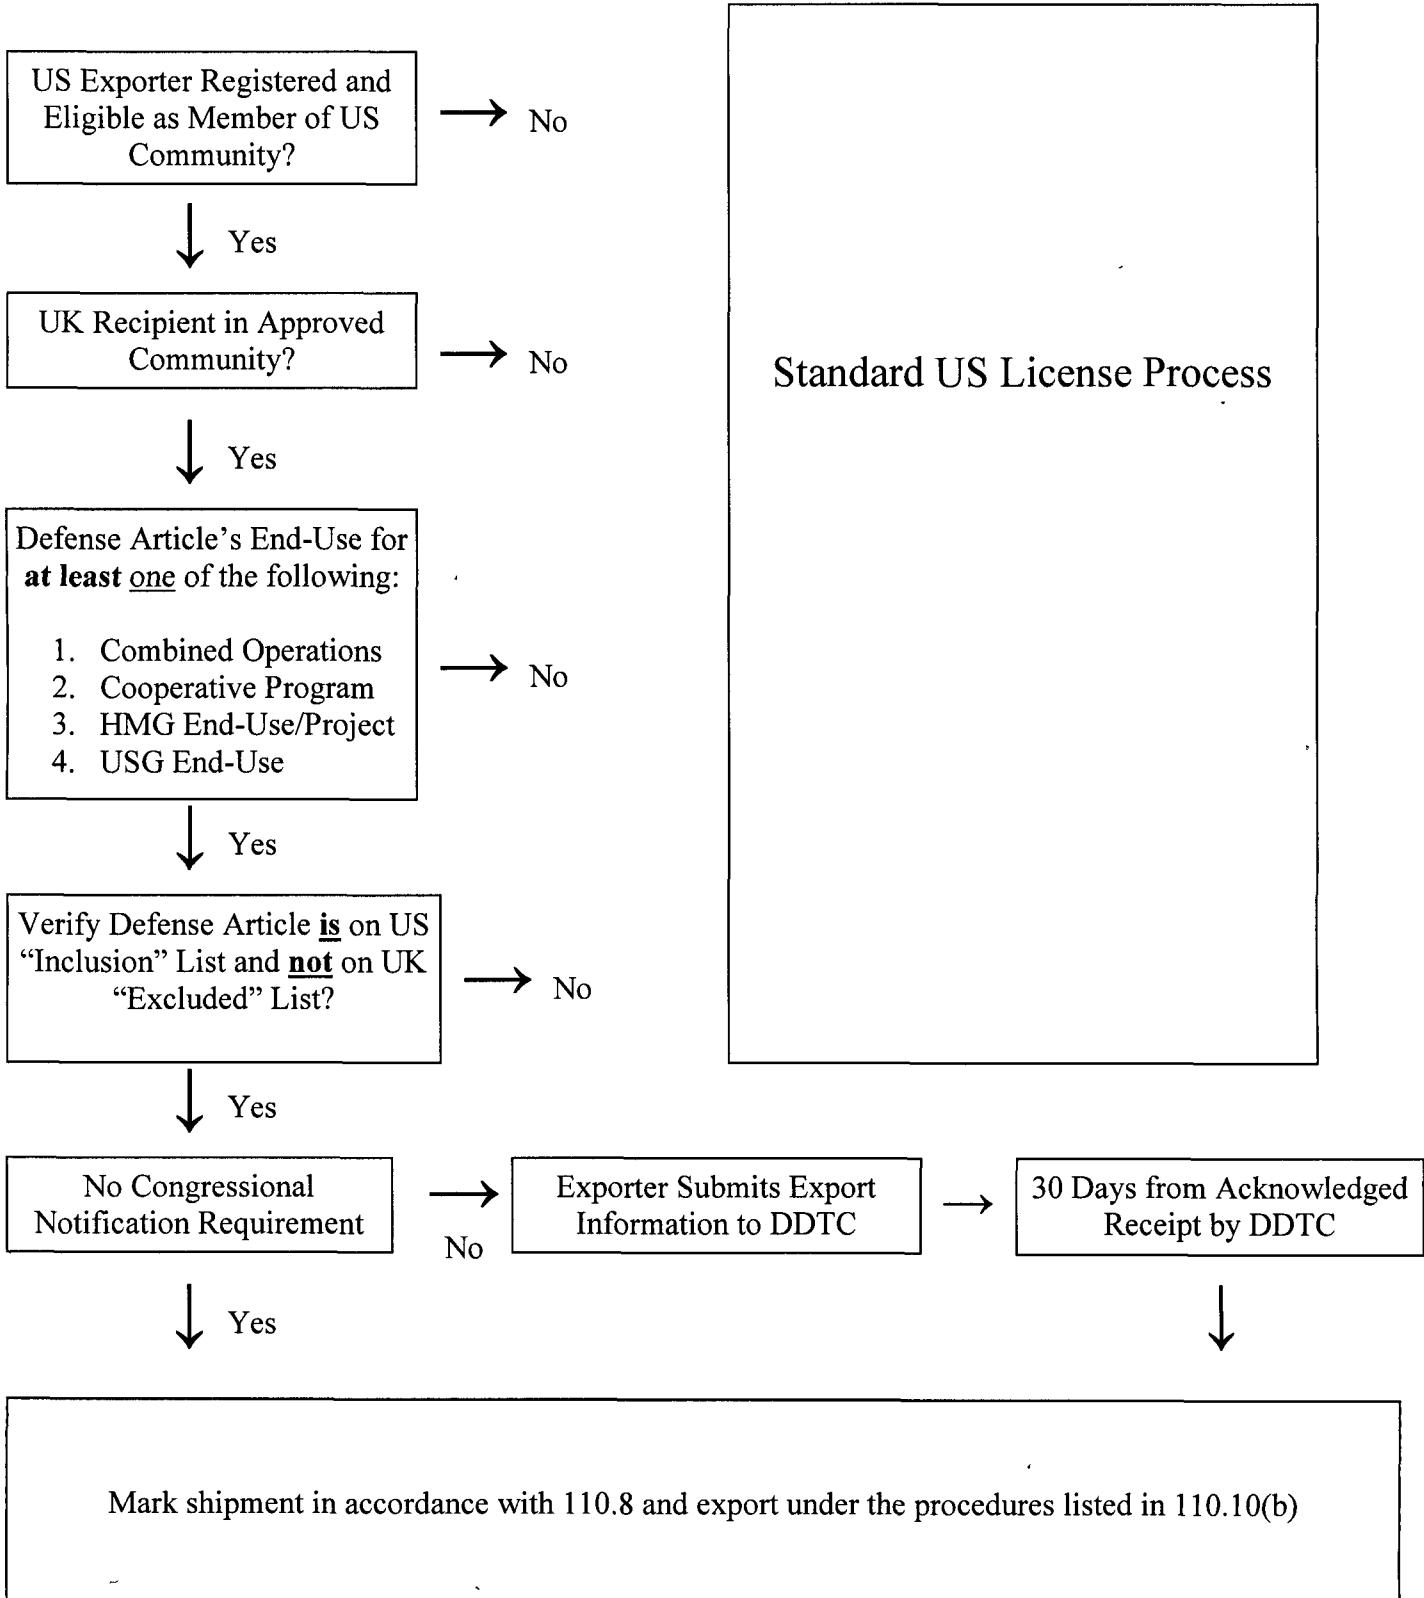 US Exporter Registered and
Eligible as Member of US
Community?
No
Yes
UK Recipient in Approved
Community?
No
Standard US License Process
Yes
Defense Article’s End-Use for
at least one of the following:
1. Combined Operations
2. Cooperative Program
3. HMG End-Use/Project
4. USG End-Use
No
Yes
Verify Defense Article is on US
“Inclusion” List and not on UK
“Excluded” List?
No
Yes
No Congressional
Notification Requirement
No
Exporter Submits Export
Information to DDTC
30 Days from Acknowledged
Receipt by DDTC
Yes
Mark shipment in accordance with 110.8 and export under the procedures listed in 110.10(b)